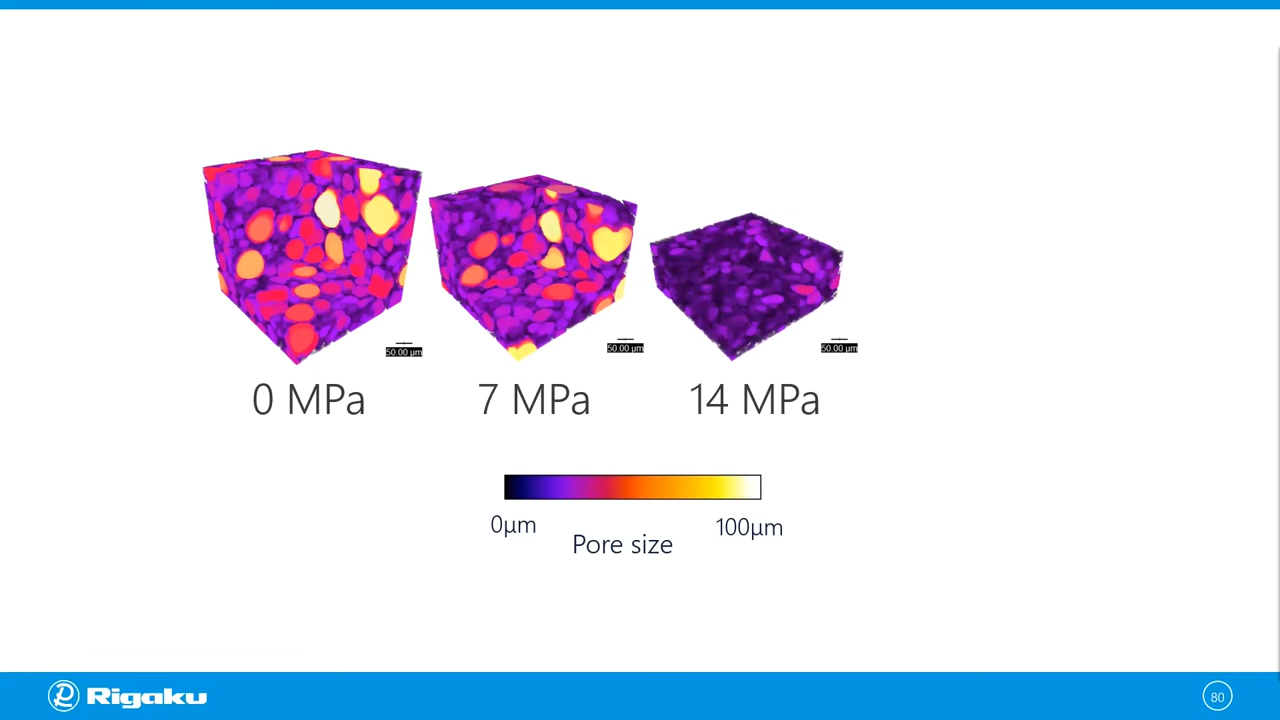 50.00 µm
50.00 µm
50.00 µm
0 MPa
7 MPa
14 MPa
0µm
100µm
Pore size
Rigaku
80